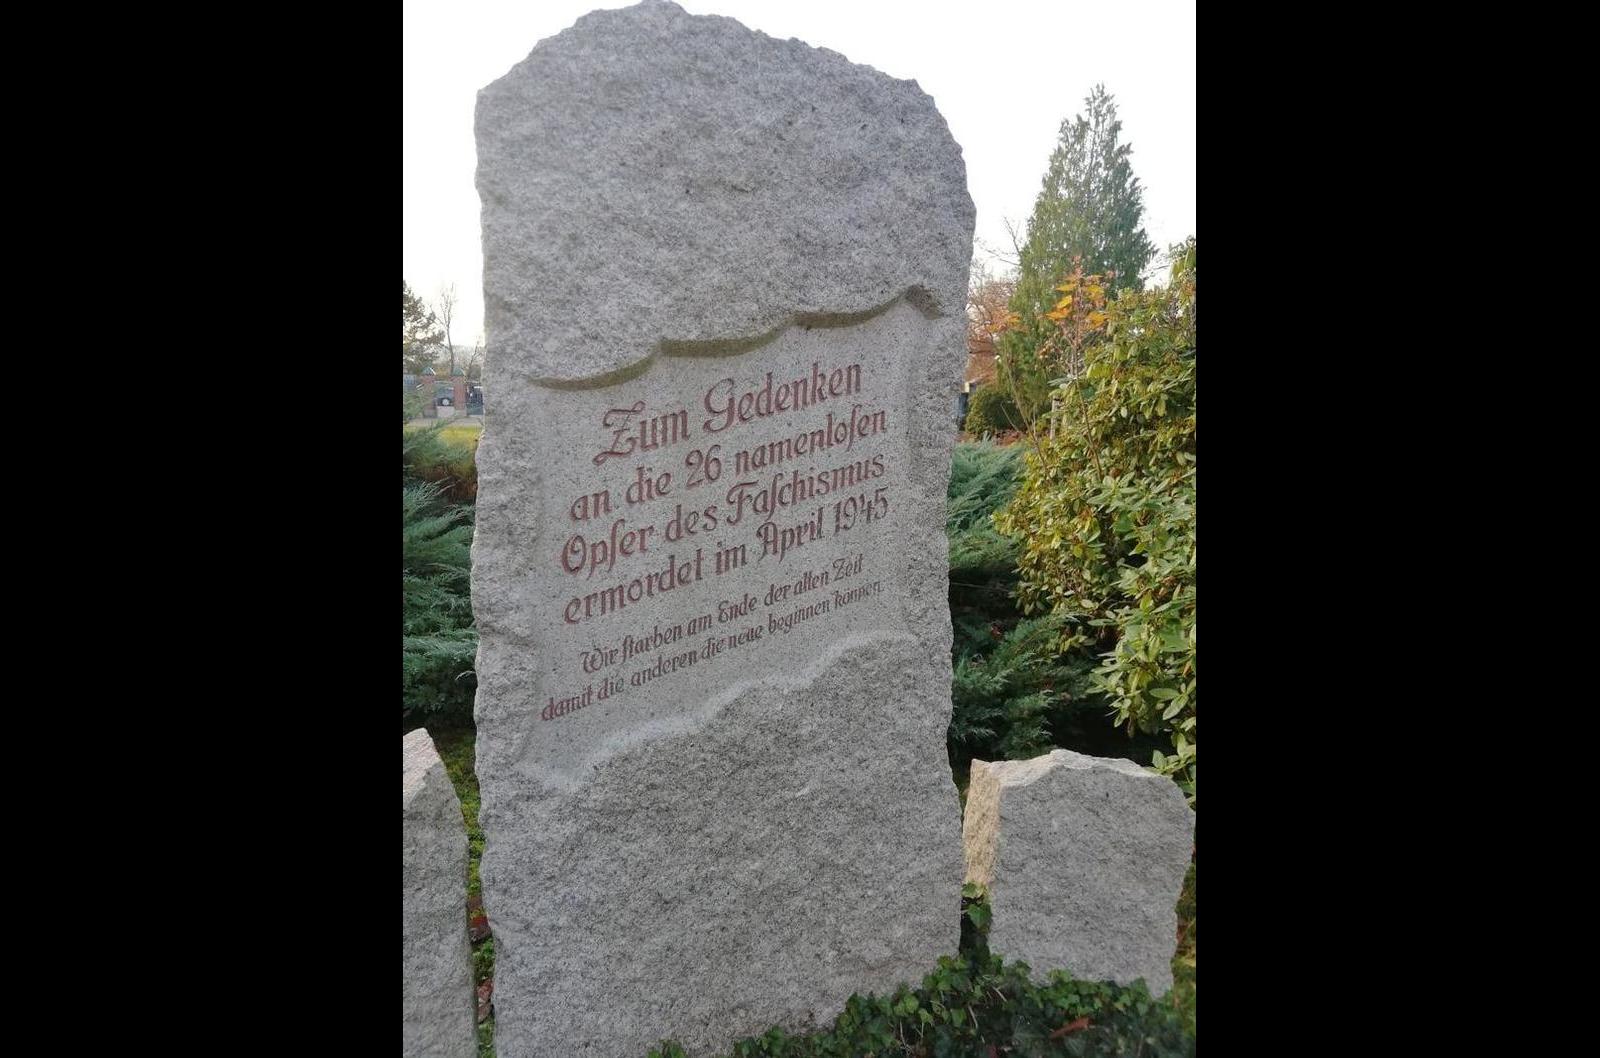 Zum Gedenken
an die 26 namenloſen
Opfer des Faſchismus
ermordet im April 1945
Wir ſtarben am Ende der alten Zeit
damit die anderen die neue beginnen können.